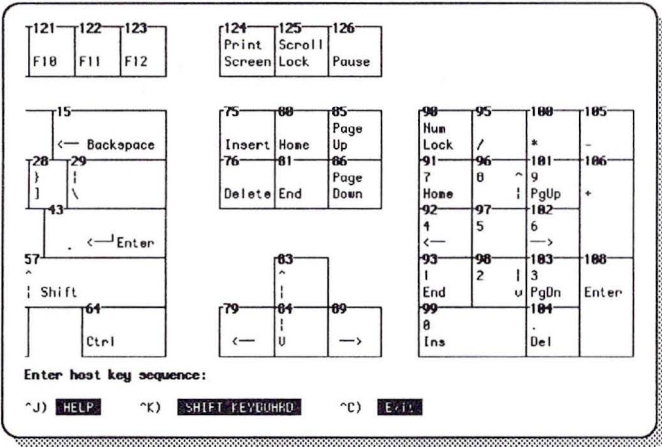 121 122 123 124 125 126
Print Scroll
F10 F11 F12 Screen Lock Pause
15 75 80 85 90 95 100 105
Page Num
<— Backspace Insert Home Up Lock / * -
28 29 76 81 86 91 96 101 106
} ¦ Page 7 8 ^ 9
] \ Delete End Down Home ¦ PgUp +
43 92 97 102
4 5 6
. <—┘Enter <— —>
57 83 93 98 103 108
^ ^ 1 2 ¦ 3
¦ Shift ¦ End v PgDn Enter
64 79 84 89 99 104
¦ 0 .
Ctrl <— U —> Ins Del
Enter host key sequence:
^J) HELP ^K) SHIFT KEYBOARD ^C) Exit